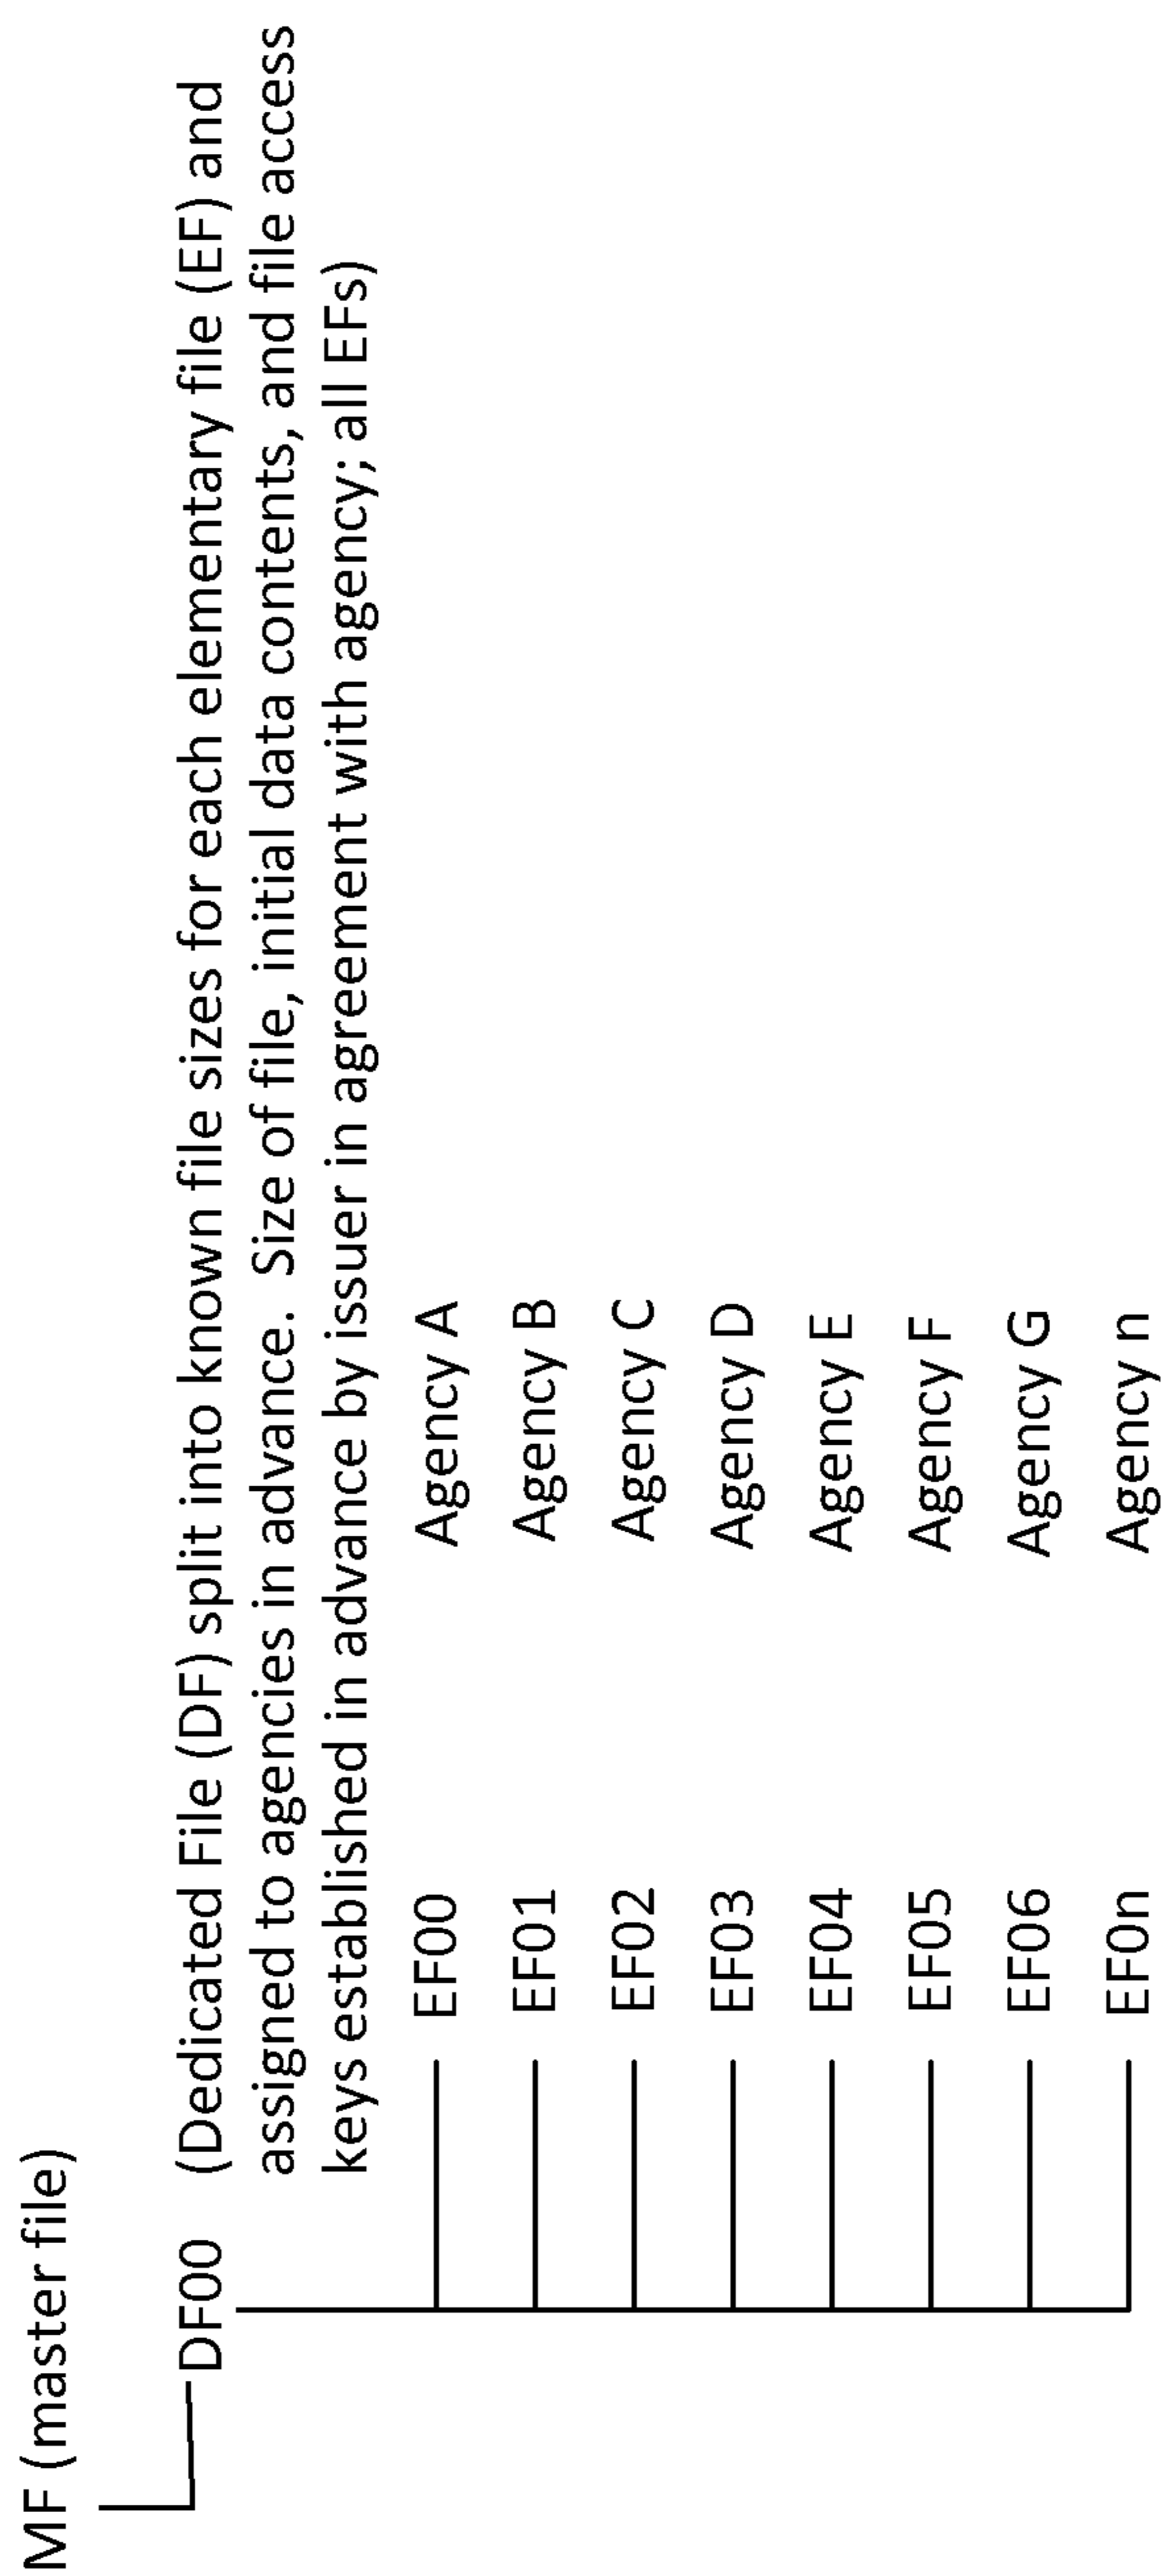 MF (master file)
DF00 (Dedicated File (DF) split into known file sizes for each elementary file (EF) and
assigned to agencies in advance. Size of file, initial data contents, and file access
keys established in advance by issuer in agreement with agency; all EFs)
EF00 Agency A
EF01 Agency B
EF02 Agency C
EF03 Agency D
EF04 Agency E
EF05 Agency F
EF06 Agency G
EF0n Agency n